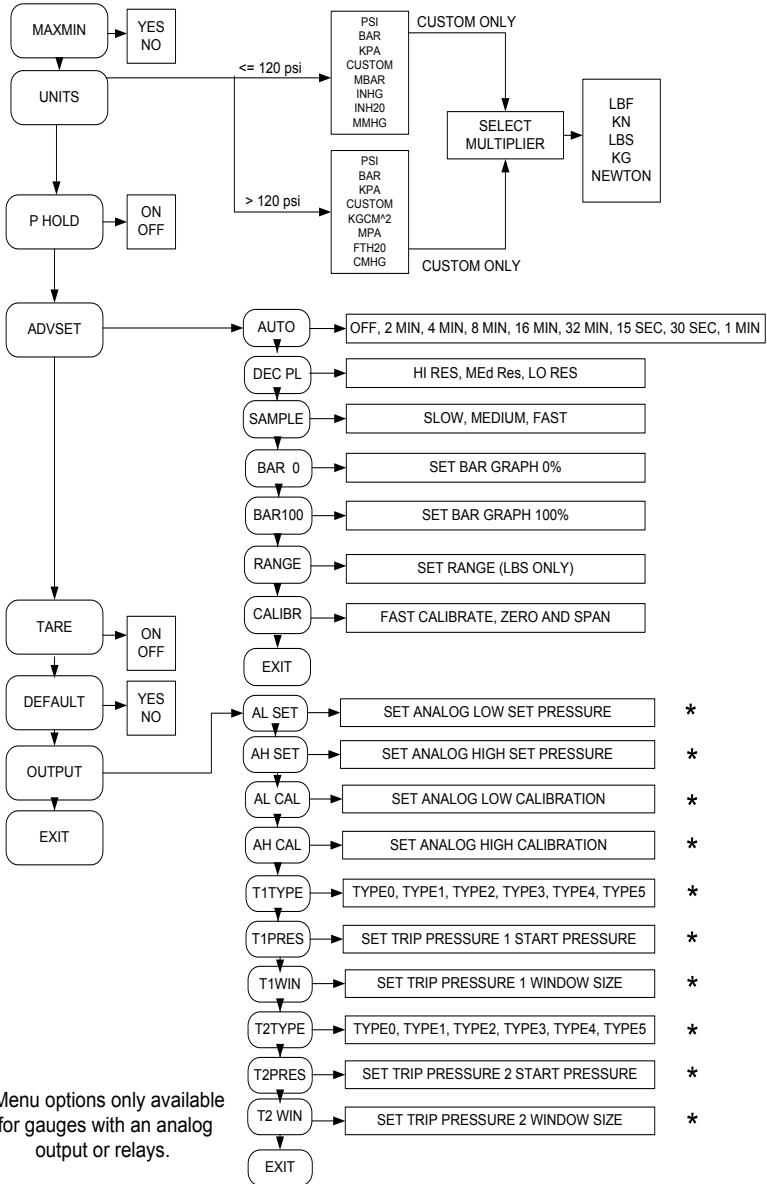 MAXMIN
YES
NO
UNITS
<= 120 psi
PSI
BAR
KPA
CUSTOM
MBAR
INHG
INH20
MMHG
CUSTOM ONLY
SELECT
MULTIPLIER
LBF
KN
LBS
KG
NEWTON
> 120 psi
PSI
BAR
KPA
CUSTOM
KGCM^2
MPA
FTH20
CMHG
CUSTOM ONLY
P HOLD
ON
OFF
ADVSET
AUTO
OFF, 2 MIN, 4 MIN, 8 MIN, 16 MIN, 32 MIN, 15 SEC, 30 SEC, 1 MIN
DEC PL
HI RES, MEd Res, LO RES
SAMPLE
SLOW, MEDIUM, FAST
BAR 0
SET BAR GRAPH 0%
BAR100
SET BAR GRAPH 100%
RANGE
SET RANGE (LBS ONLY)
CALIBR
FAST CALIBRATE, ZERO AND SPAN
EXIT
TARE
ON
OFF
DEFAULT
YES
NO
OUTPUT
EXIT
AL SET
SET ANALOG LOW SET PRESSURE *
AH SET
SET ANALOG HIGH SET PRESSURE *
AL CAL
SET ANALOG LOW CALIBRATION *
AH CAL
SET ANALOG HIGH CALIBRATION *
T1TYPE
TYPE0, TYPE1, TYPE2, TYPE3, TYPE4, TYPE5 *
T1PRES
SET TRIP PRESSURE 1 START PRESSURE *
T1WIN
SET TRIP PRESSURE 1 WINDOW SIZE *
T2TYPE
TYPE0, TYPE1, TYPE2, TYPE3, TYPE4, TYPE5 *
T2PRES
SET TRIP PRESSURE 2 START PRESSURE *
T2 WIN
SET TRIP PRESSURE 2 WINDOW SIZE *
EXIT
Menu options only available
for gauges with an analog
output or relays.